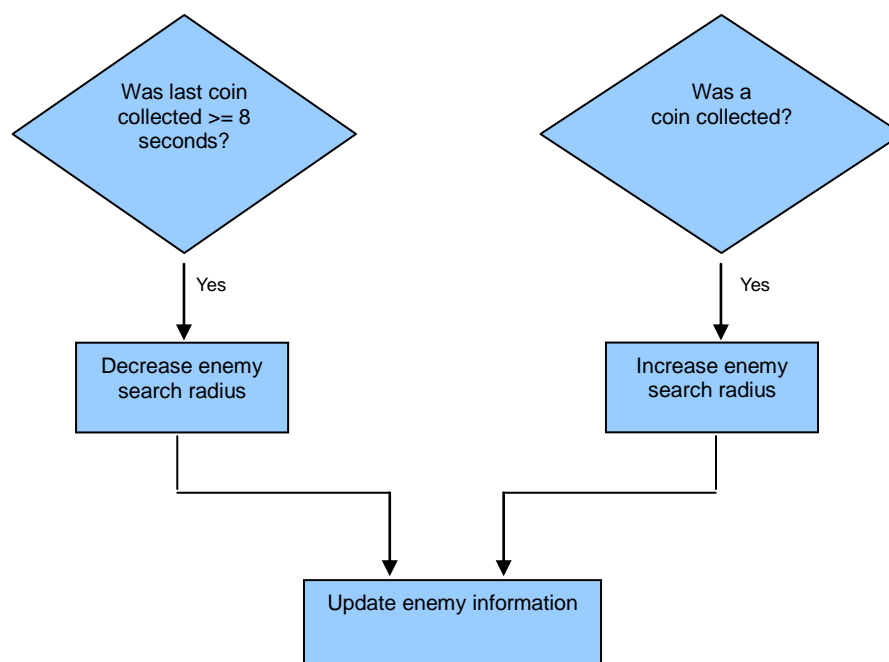 Was last coin
collected >= 8
seconds?
Was a
coin collected?
Yes
Yes
Decrease enemy
search radius
Increase enemy
search radius
Update enemy information